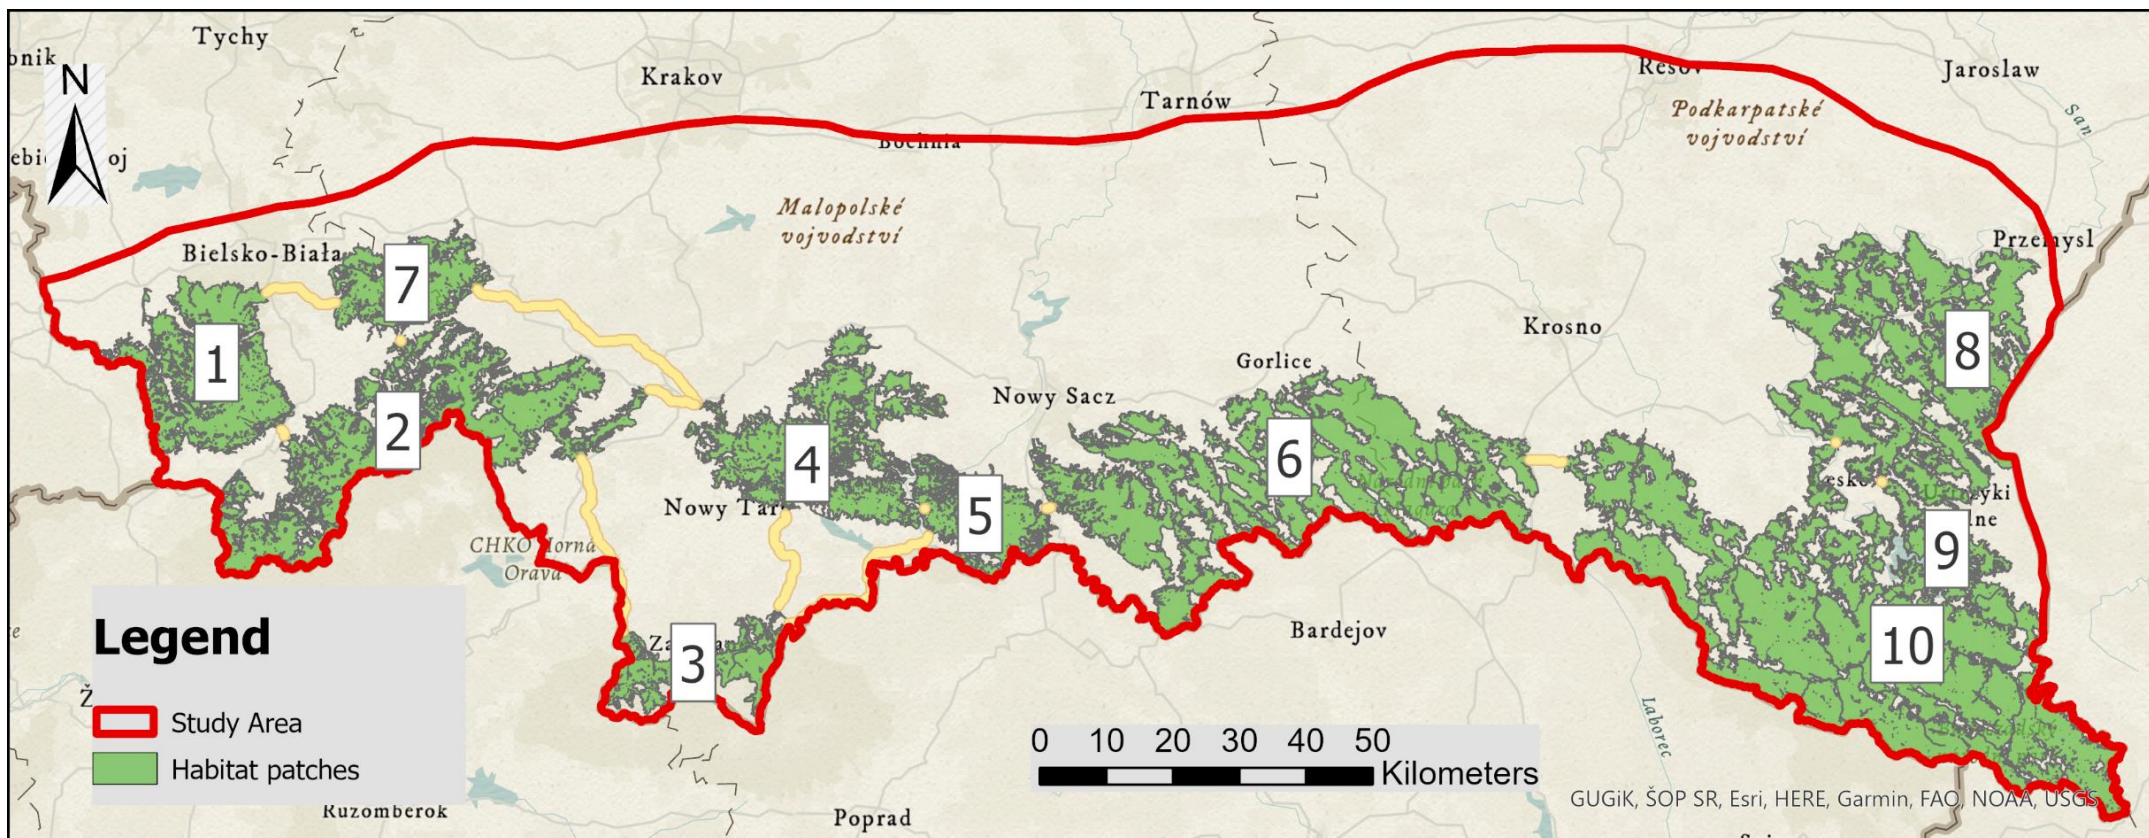 Tychy
bnik
N
Krakov
Resov
Jaroslaw
Tarnów
Podkarpatské
vojvodství
San
Bochnia
oj
Malopolské
vojvodství
Bielsko-Biała
Przemysl
7
Krosno
8
1
Gorlice
Nowy Sacz
2
4
6
Nowy Tar
5
9
CHKO Horna
Orava
Bardejov
3
10
Legend
Study Area
Habitat patches
Laborec
0 10 20 30 40 50
Kilometers
GUGiK, ŠOP SR, Esri, HERE, Garmin, FAO, NOAA, USGS
Ruzomberok
Poprad